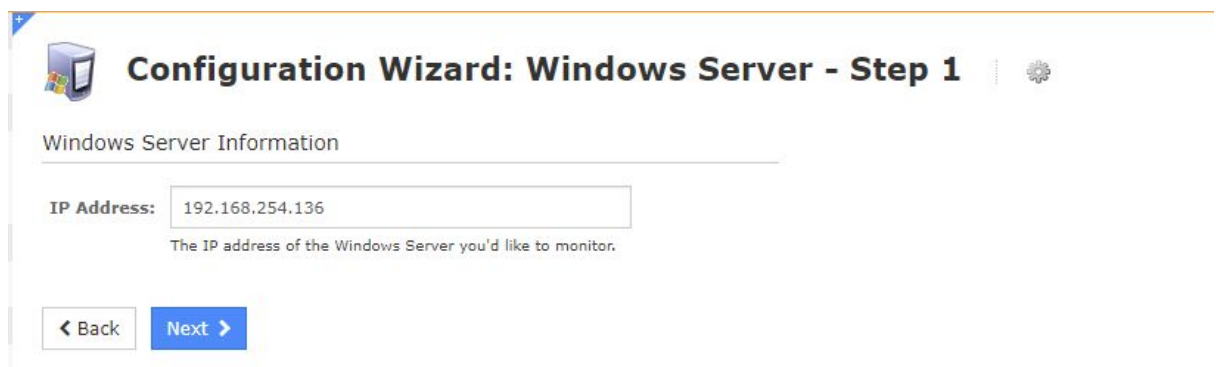 Configuration Wizard: Windows Server - Step 1
Windows Server Information
IP Address: 192.168.254.136
The IP address of the Windows Server you'd like to monitor.
Back Next